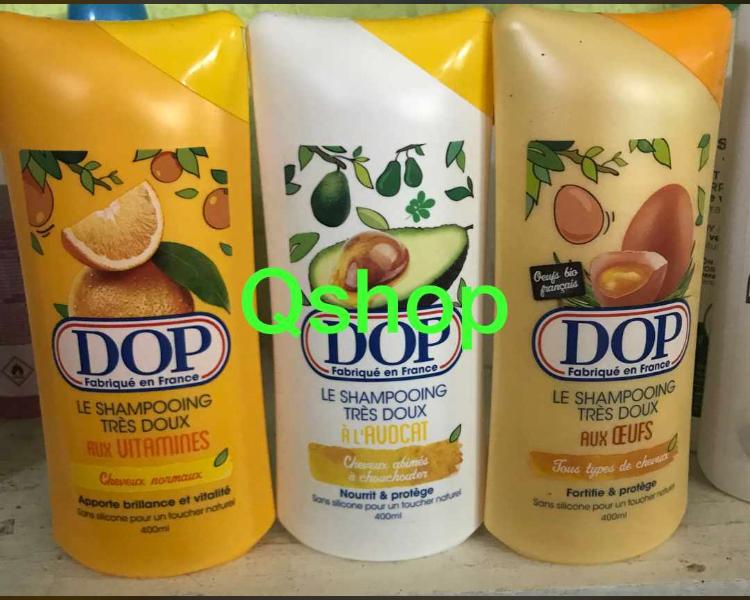 DOP
Fabriqué en France
LE SHAMPOOING
TRÈS DOUX
AUX VITAMINES
Cheveux normaux
Apporte brillance et vitalité
Sans silicone pour un toucher naturel
400ml
Qshop
DOP
Fabriqué en France
LE SHAMPOOING
TRÈS DOUX
À L'AVOCAT
Cheveux abîmés
à chouchouter
Nourrit & protège
Sans silicone pour un toucher naturel
400ml
Oeufs bio
français
DOP
Fabriqué en France
LE SHAMPOOING
TRÈS DOUX
AUX ŒUFS
Tous types de cheveux
Fortifie & protège
Sans silicone pour un toucher naturel
400ml